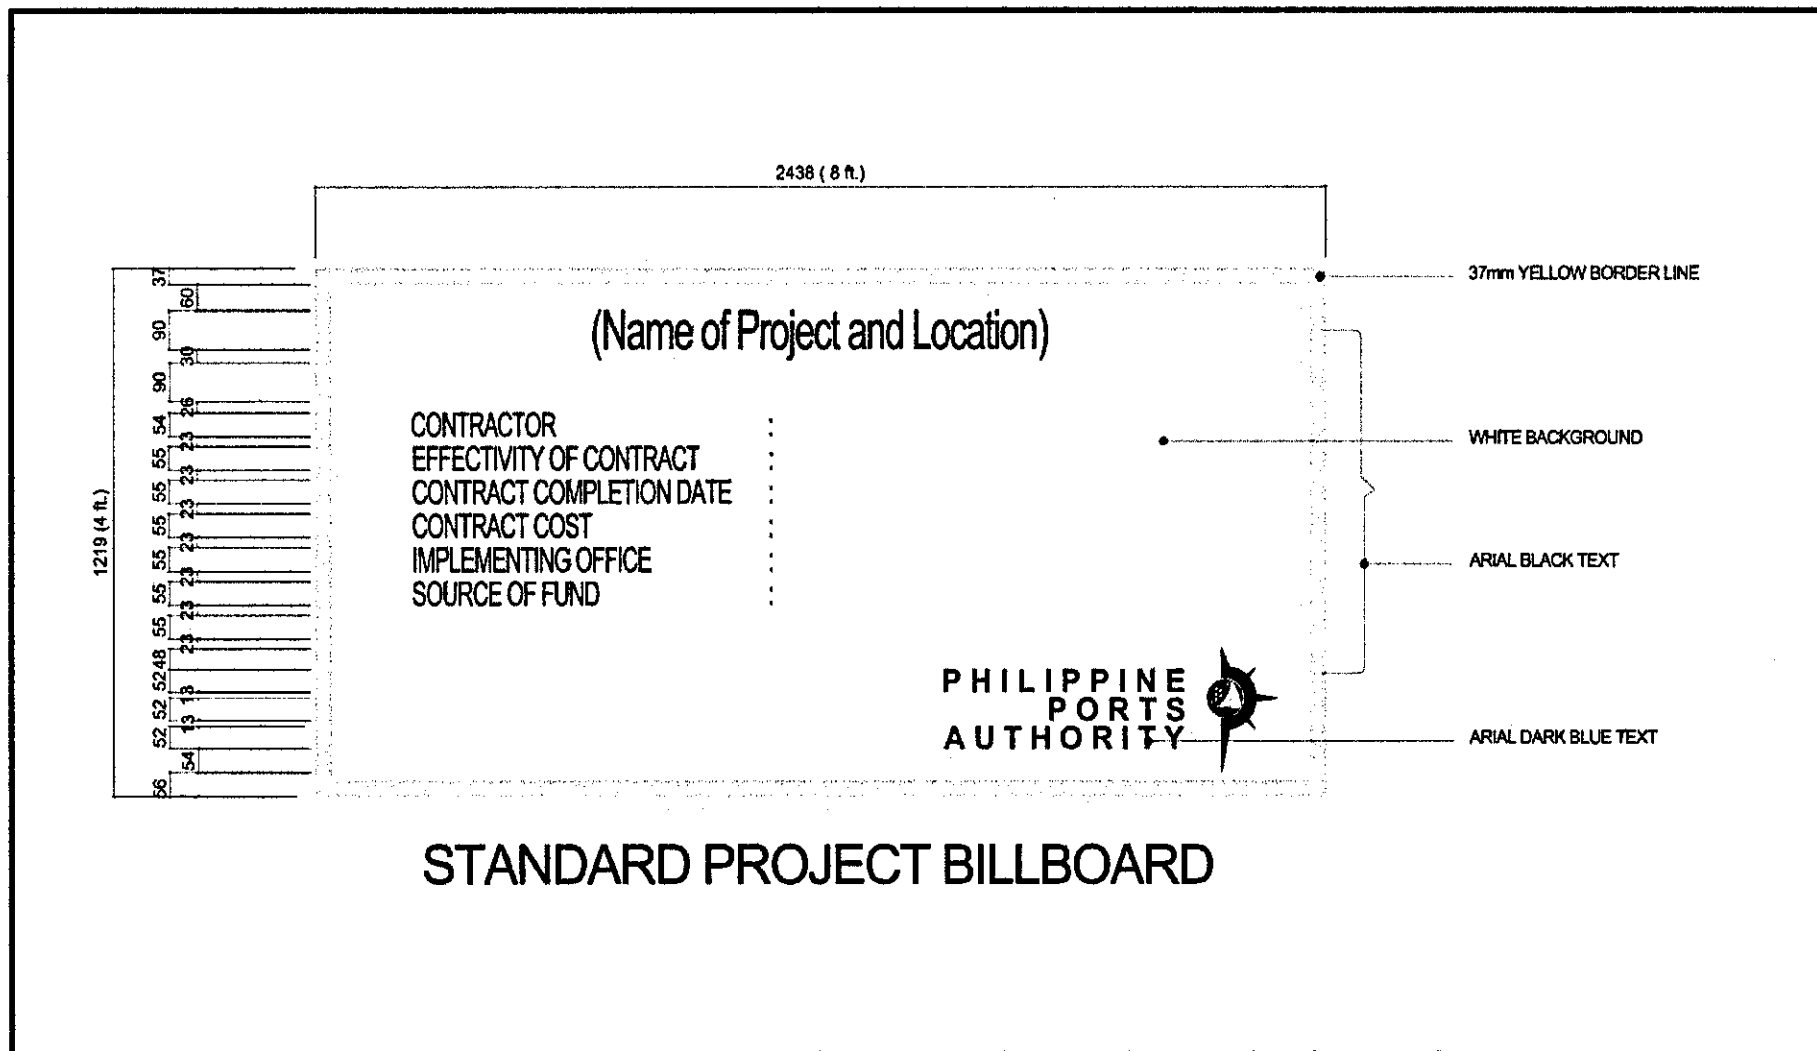 2438 ( 8 ft.)
37
60
90
30
90
26
54
23
55
23
55
23
55
23
55
23
55
23
55
23
48
52
13
52
13
52
54
56
1219 (4 ft.)
(Name of Project and Location)
CONTRACTOR :
EFFECTIVITY OF CONTRACT :
CONTRACT COMPLETION DATE :
CONTRACT COST :
IMPLEMENTING OFFICE :
SOURCE OF FUND :
PHILIPPINE
PORTS
AUTHORITY
37mm YELLOW BORDER LINE
WHITE BACKGROUND
ARIAL BLACK TEXT
ARIAL DARK BLUE TEXT
STANDARD PROJECT BILLBOARD